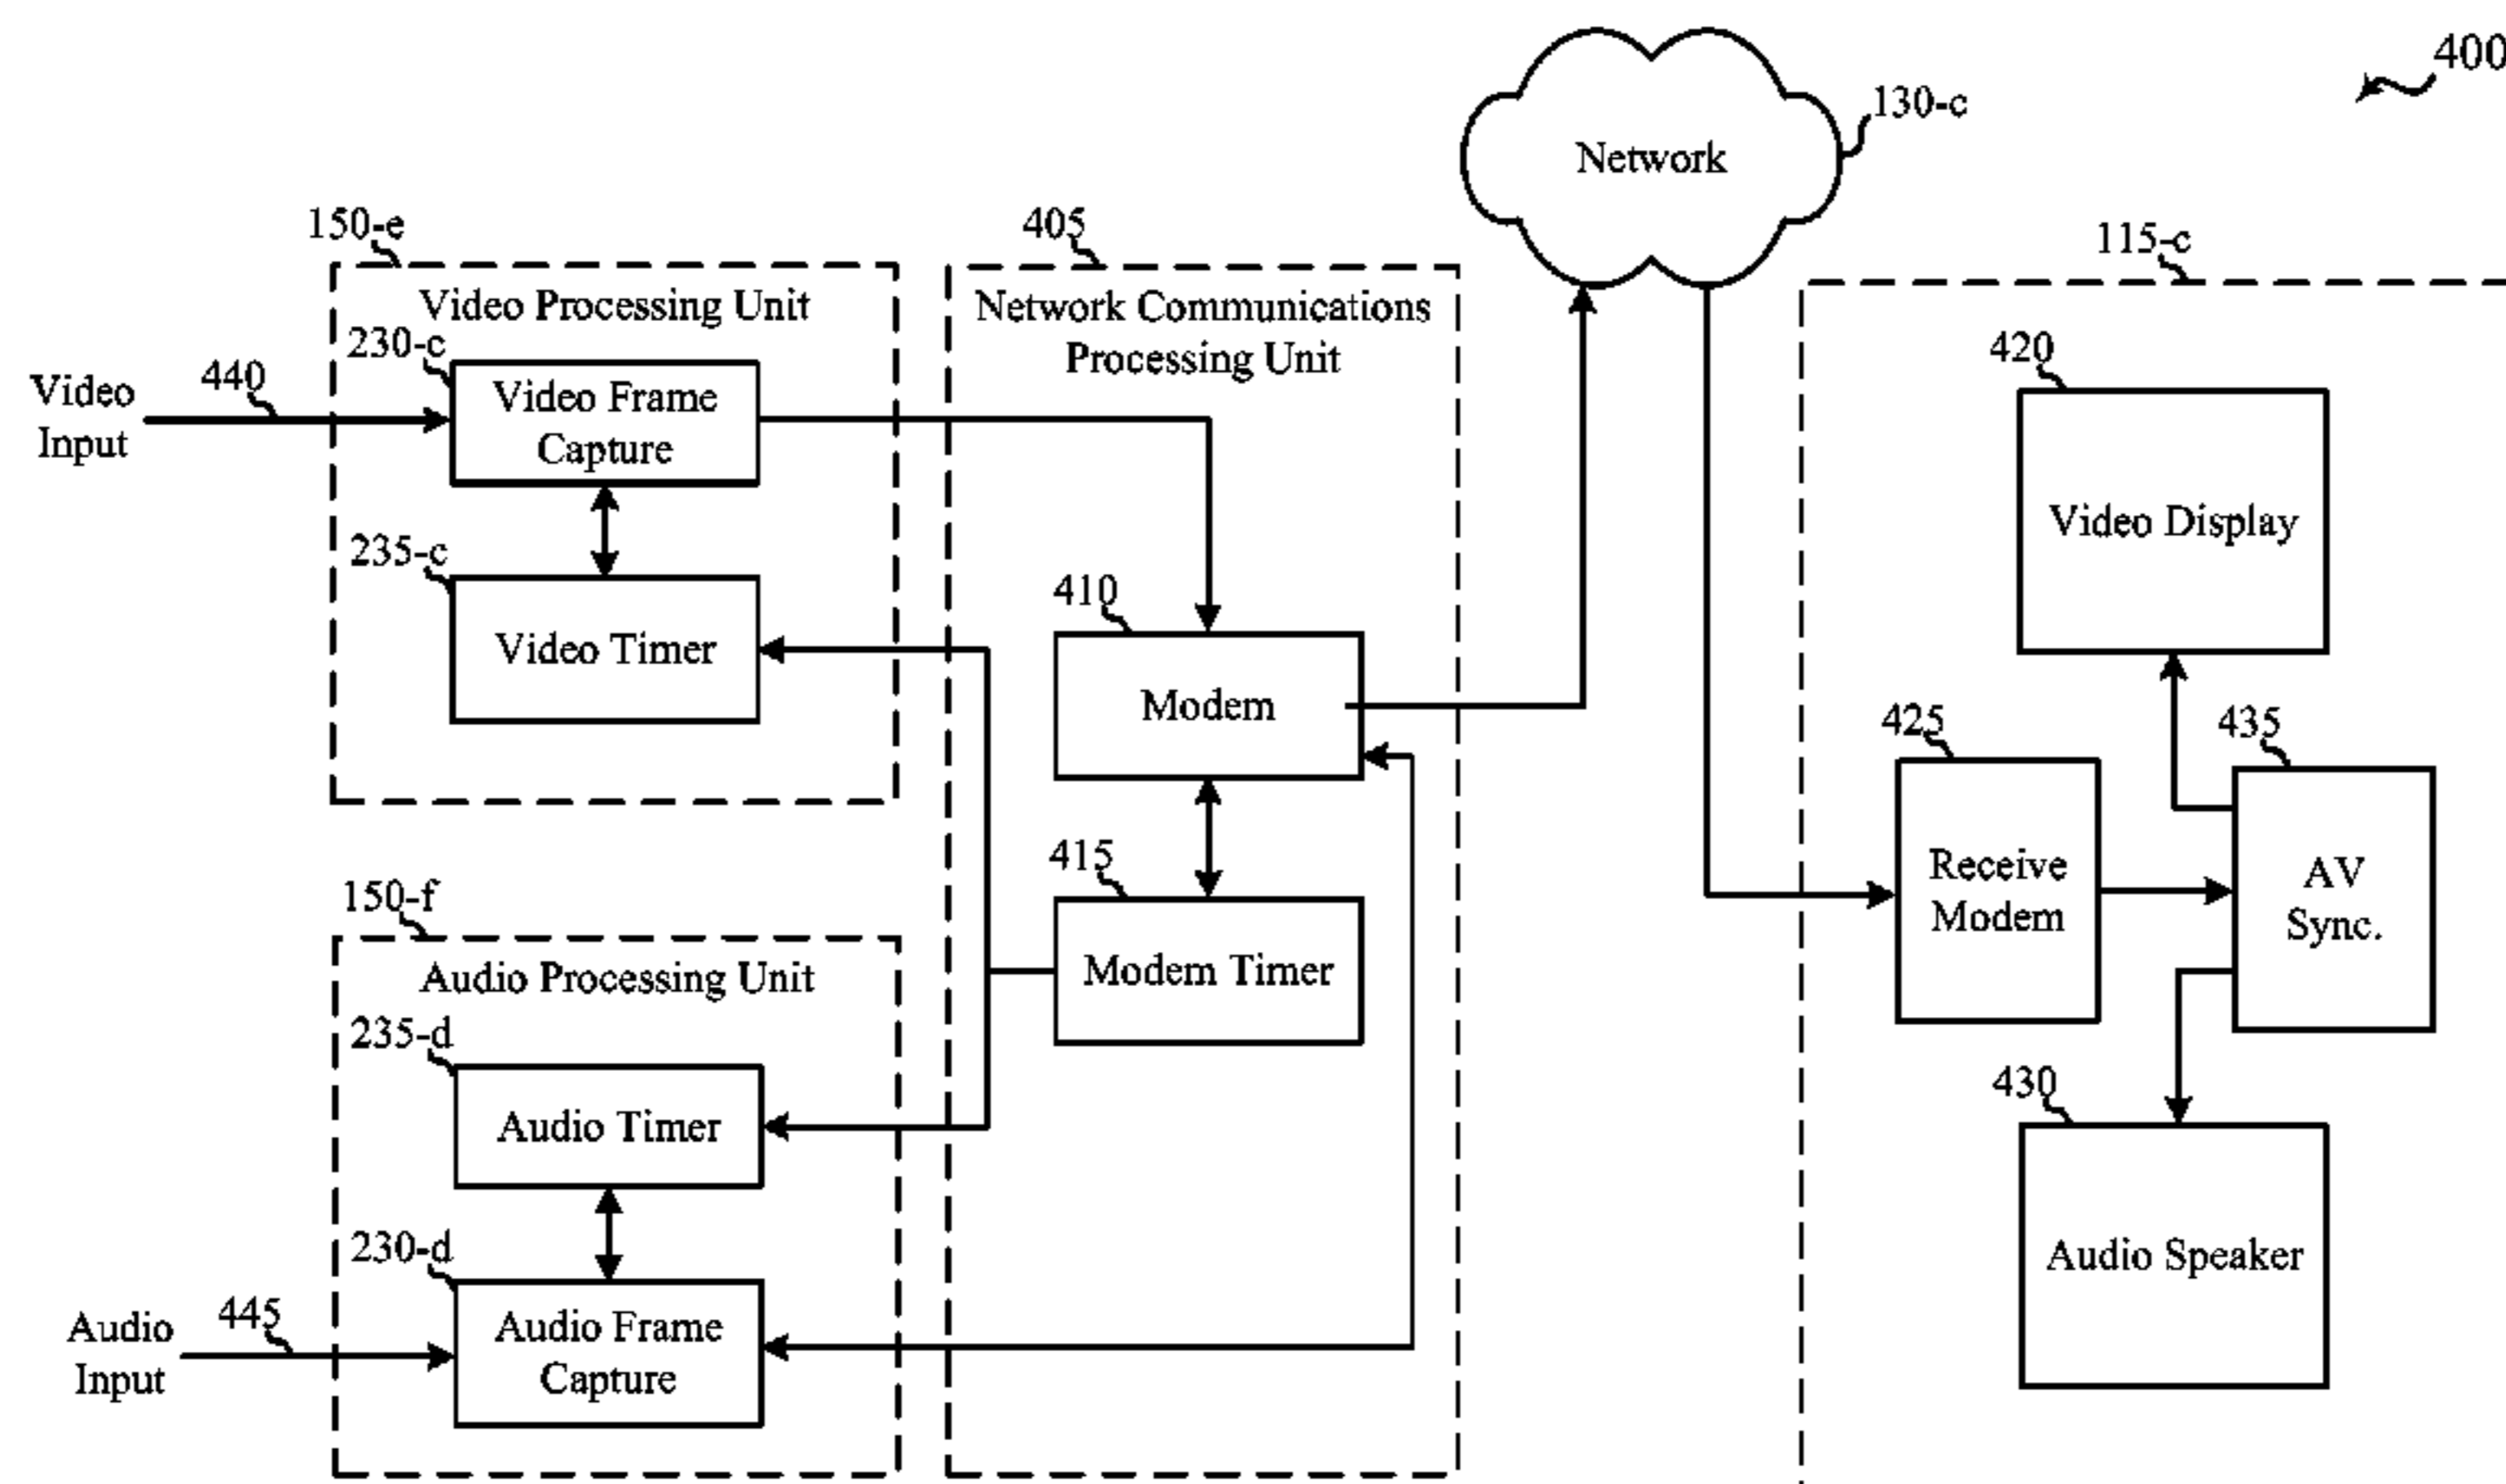 400
Network
130-c
150-e
Video Processing Unit
405
Network Communications
Processing Unit
115-c
Video
Input
440
230-c
Video Frame
Capture
235-c
Video Timer
410
Modem
415
Modem Timer
420
Video Display
425
Receive
Modem
435
AV
Sync.
430
Audio Speaker
150-f
Audio Processing Unit
235-d
Audio Timer
230-d
Audio Frame
Capture
Audio
Input
445